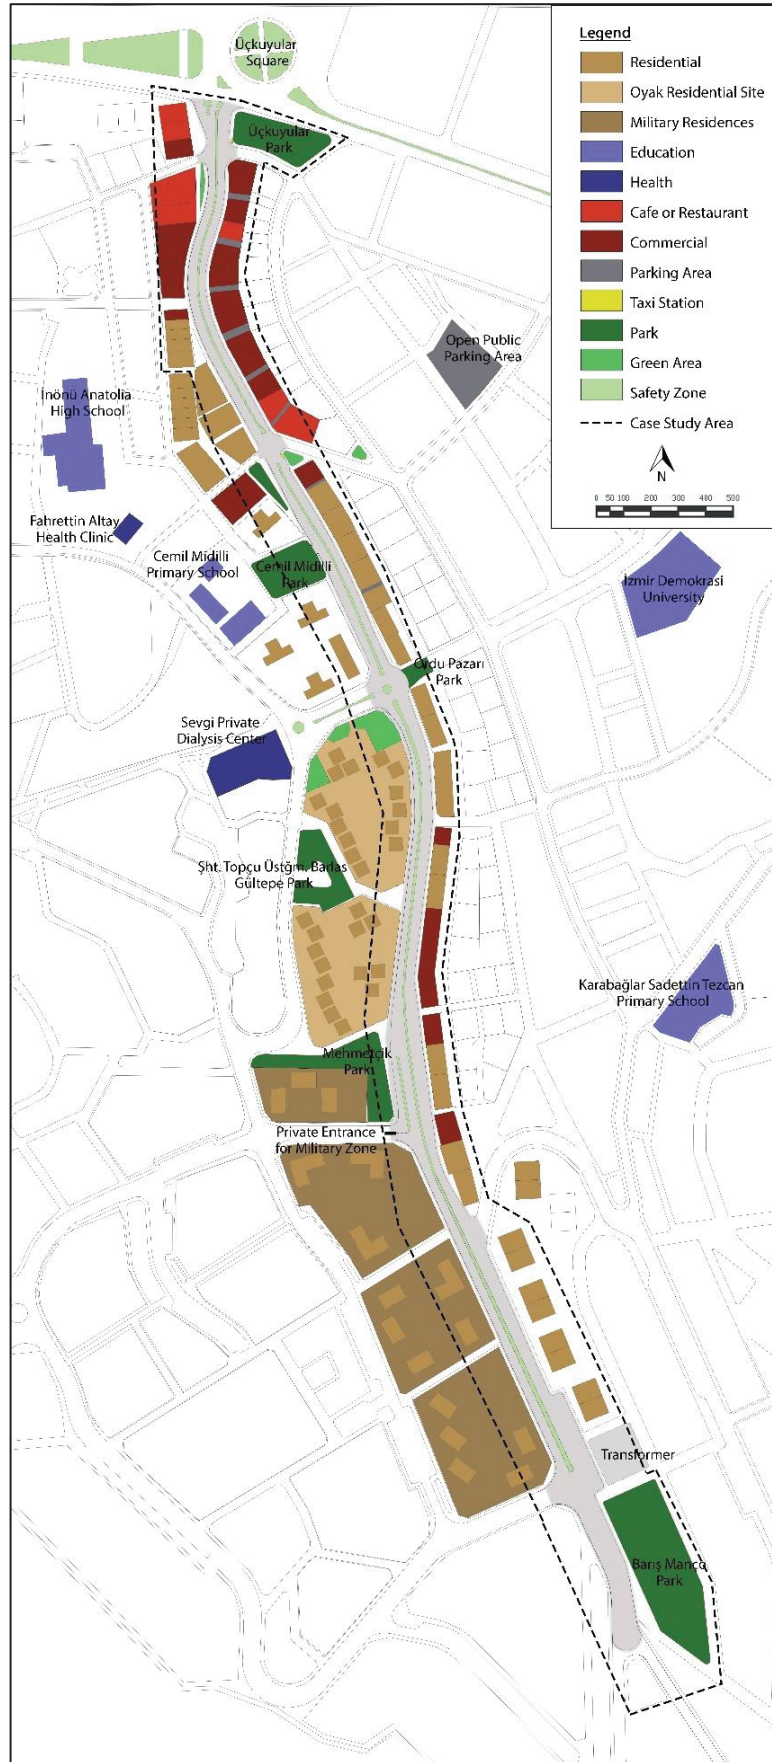 Üçkuyular
Square
Legend
Residential
Oyak Residential Site
Military Residences
Education
Health
Cafe or Restaurant
Commercial
Parking Area
Taxi Station
Park
Green Area
Safety Zone
Case Study Area
N
0 50 100 200 300 400 500
Üçkuyular
Park
Open Public
Parking Area
İnönü Anatolia
High School
Fahrettin Altay
Health Clinic
Cemil Midilli
Primary School
Cemil Midilli
Park
İzmir Demokrasi
University
Ordu Pazarı
Park
Sevgi Private
Dialysis Center
Şht. Topçu Üstğm. Barlas
Gültepe Park
Karabağlar Sadettin Tezcan
Primary School
Mehmetçik
Park
Private Entrance
for Military Zone
Transformer
Barış Manço
Park